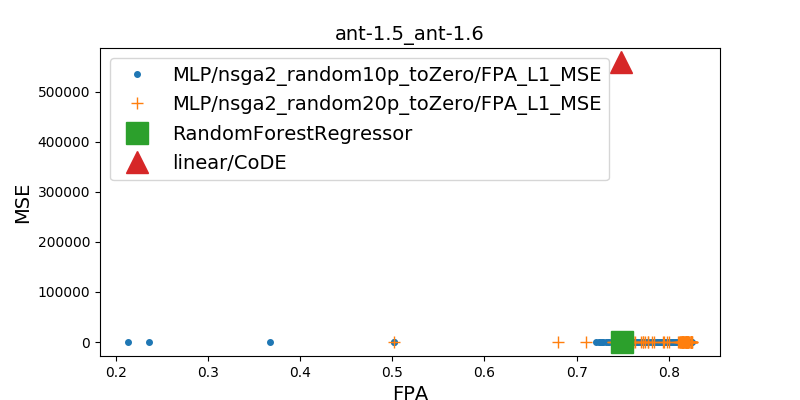 ant-1.5_ant-1.6
MLP/nsga2_random10p_toZero/FPA_L1_MSE
MLP/nsga2_random20p_toZero/FPA_L1_MSE
RandomForestRegressor
linear/CoDE
MSE
500000
400000
300000
200000
100000
0
0.2 0.3 0.4 0.5 0.6 0.7 0.8
FPA